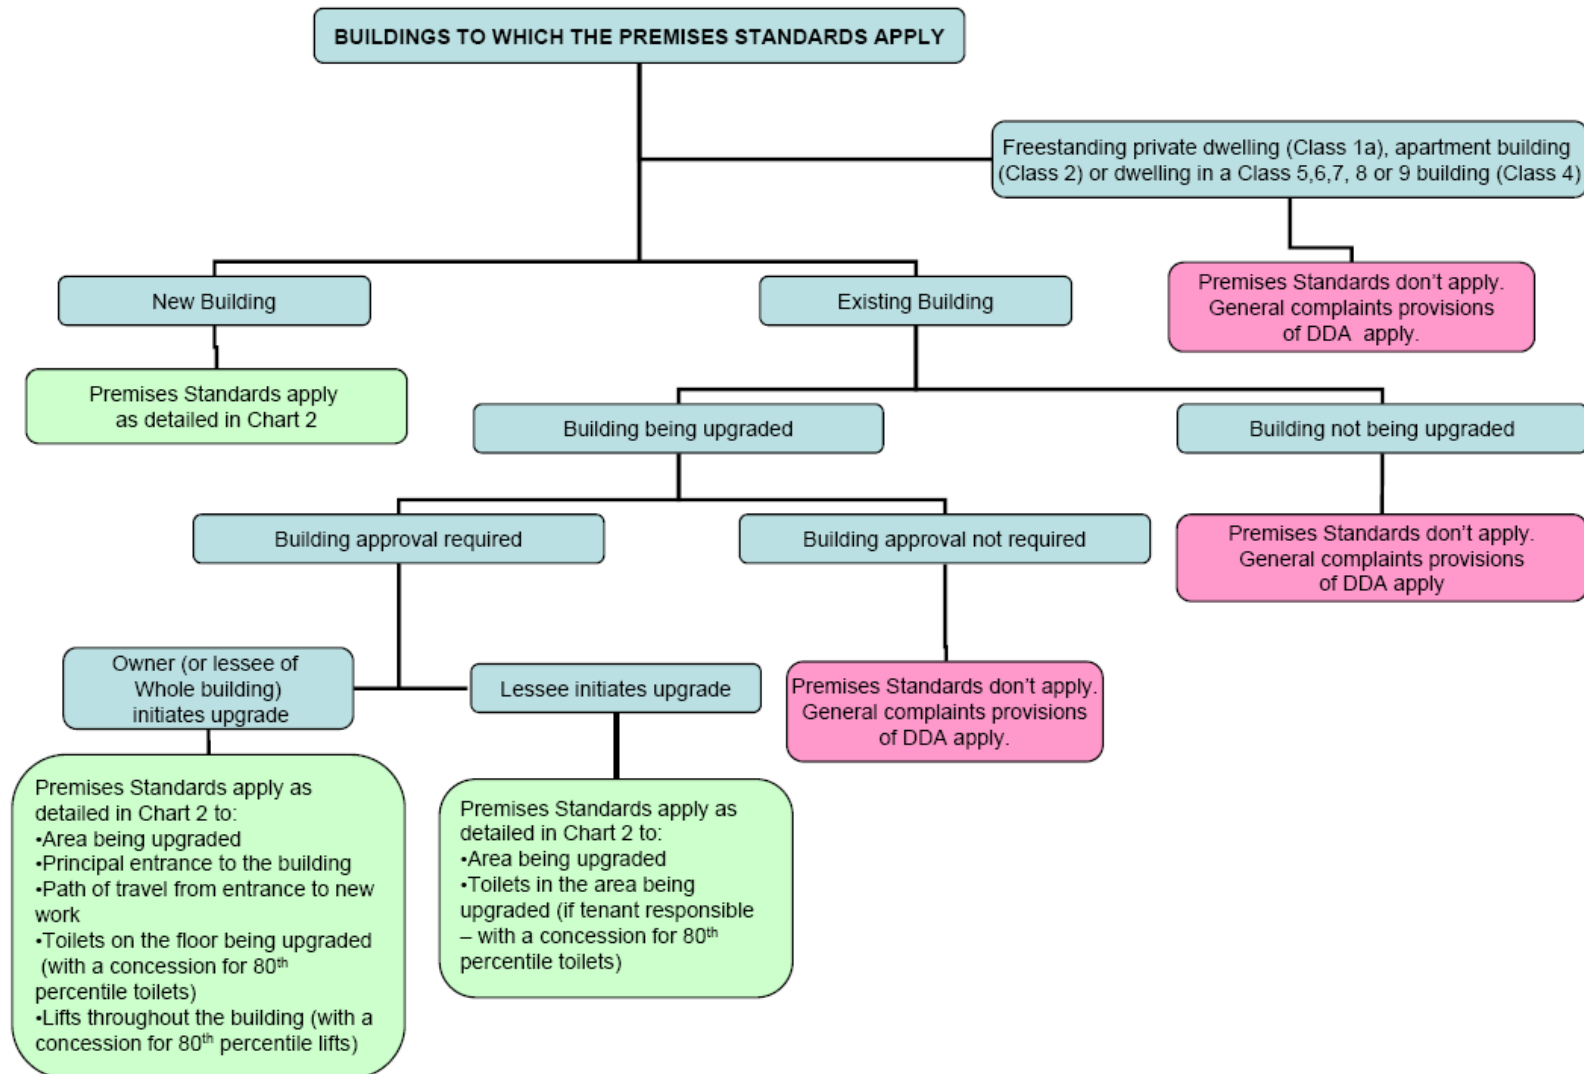 BUILDINGS TO WHICH THE PREMISES STANDARDS APPLY
Freestanding private dwelling (Class 1a), apartment building
(Class 2) or dwelling in a Class 5,6,7, 8 or 9 building (Class 4)
New Building
Existing Building
Premises Standards don’t apply.
General complaints provisions
of DDA  apply.
Premises Standards apply
as detailed in Chart 2
Building being upgraded
Building not being upgraded
Building approval required
Building approval not required
Premises Standards don’t apply.
General complaints provisions
of DDA apply
Owner (or lessee of
Whole building)
initiates upgrade
Lessee initiates upgrade
Premises Standards don’t apply.
General complaints provisions
of DDA apply.
Premises Standards apply as
detailed in Chart 2 to:
•Area being upgraded
•Principal entrance to the building
•Path of travel from entrance to new
work
•Toilets on the floor being upgraded
(with a concession for 80th
percentile toilets)
•Lifts throughout the building (with a
concession for 80th percentile lifts)
Premises Standards apply as
detailed in Chart 2 to:
•Area being upgraded
•Toilets in the area being
upgraded (if tenant responsible
– with a concession for 80th
percentile toilets)